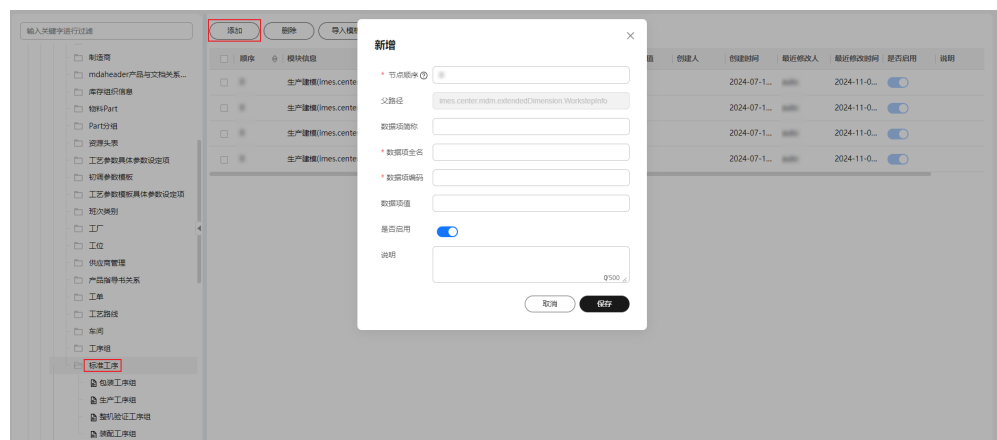 输入关键字进行过滤
制造商
mdaheader产品与文档关系...
库存组织信息
物料Part
Part分组
资源头表
工艺参数具体参数设定项
初调参数模板
工艺参数模板具体参数设定项
班次类别
工厂
工位
供应商管理
产品指导书关系
工单
工艺路线
车间
工序组
标准工序
包装工序组
生产工序组
整机验证工序组
装配工序组
添加 删除 导入模
顺序 模块信息 值 创建人 创建时间 最近修改人 最近修改时间 是否启用 说明
生产建模(imes.cente 2024-07-1... 2024-11-0...
生产建模(imes.cente 2024-07-1... 2024-11-0...
生产建模(imes.cente 2024-07-1... 2024-11-0...
生产建模(imes.cente 2024-07-1... 2024-11-0...
新增
* 节点顺序
父路径 imes.center.mdm.extendedDimension.WorkstepInfo
数据项简称
* 数据项全名
* 数据项编码
数据项值
是否启用
说明
0/500
取消 保存